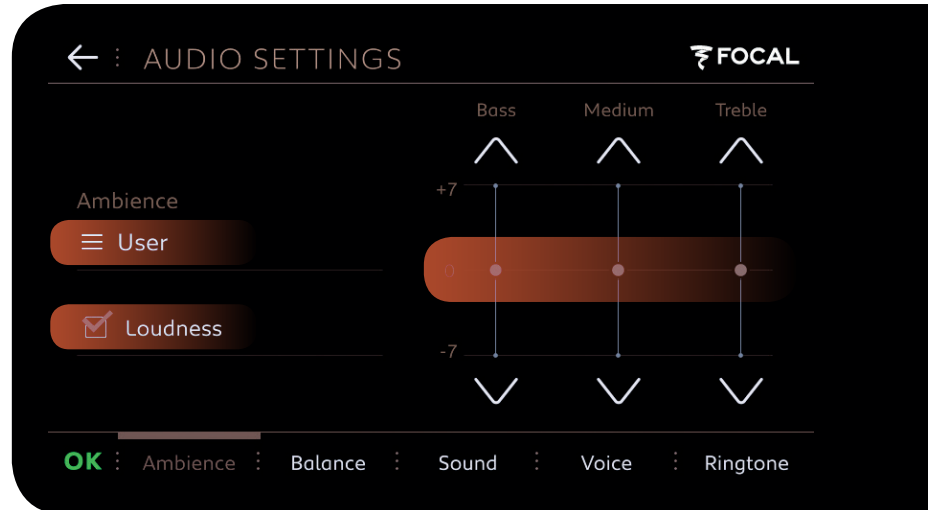 AUDIO SETTINGS FOCAL
Bass Medium Treble
+7
Ambience
User
0
Loudness
-7
OK Ambience Balance Sound Voice Ringtone